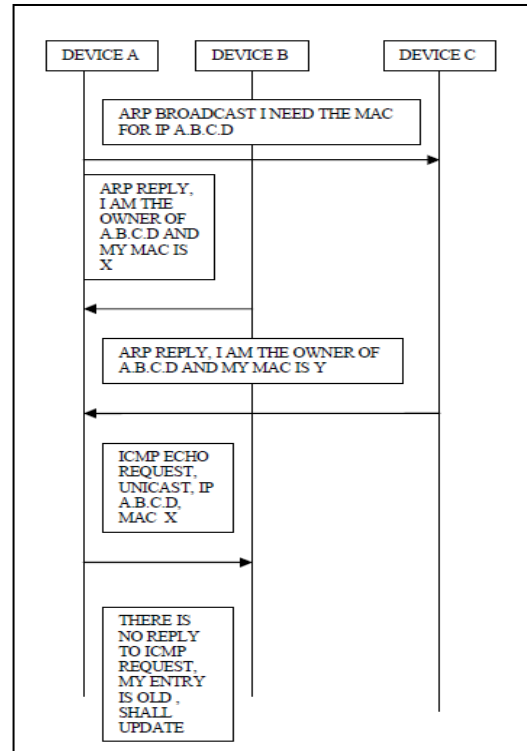 DEVICE A
DEVICE B
DEVICE C
ARP BROADCAST I NEED THE MAC
FOR IP A.B.C.D
ARP REPLY,
I AM THE
OWNER OF
A.B.C.D AND
MY MAC IS
X
ARP REPLY, I AM THE OWNER OF
A.B.C.D AND MY MAC IS Y
ICMP ECHO
REQUEST,
UNICAST, IP
A.B.C.D,
MAC X
THERE IS
NO REPLY
TO ICMP
REQUEST,
MY ENTRY
IS OLD ,
SHALL
UPDATE